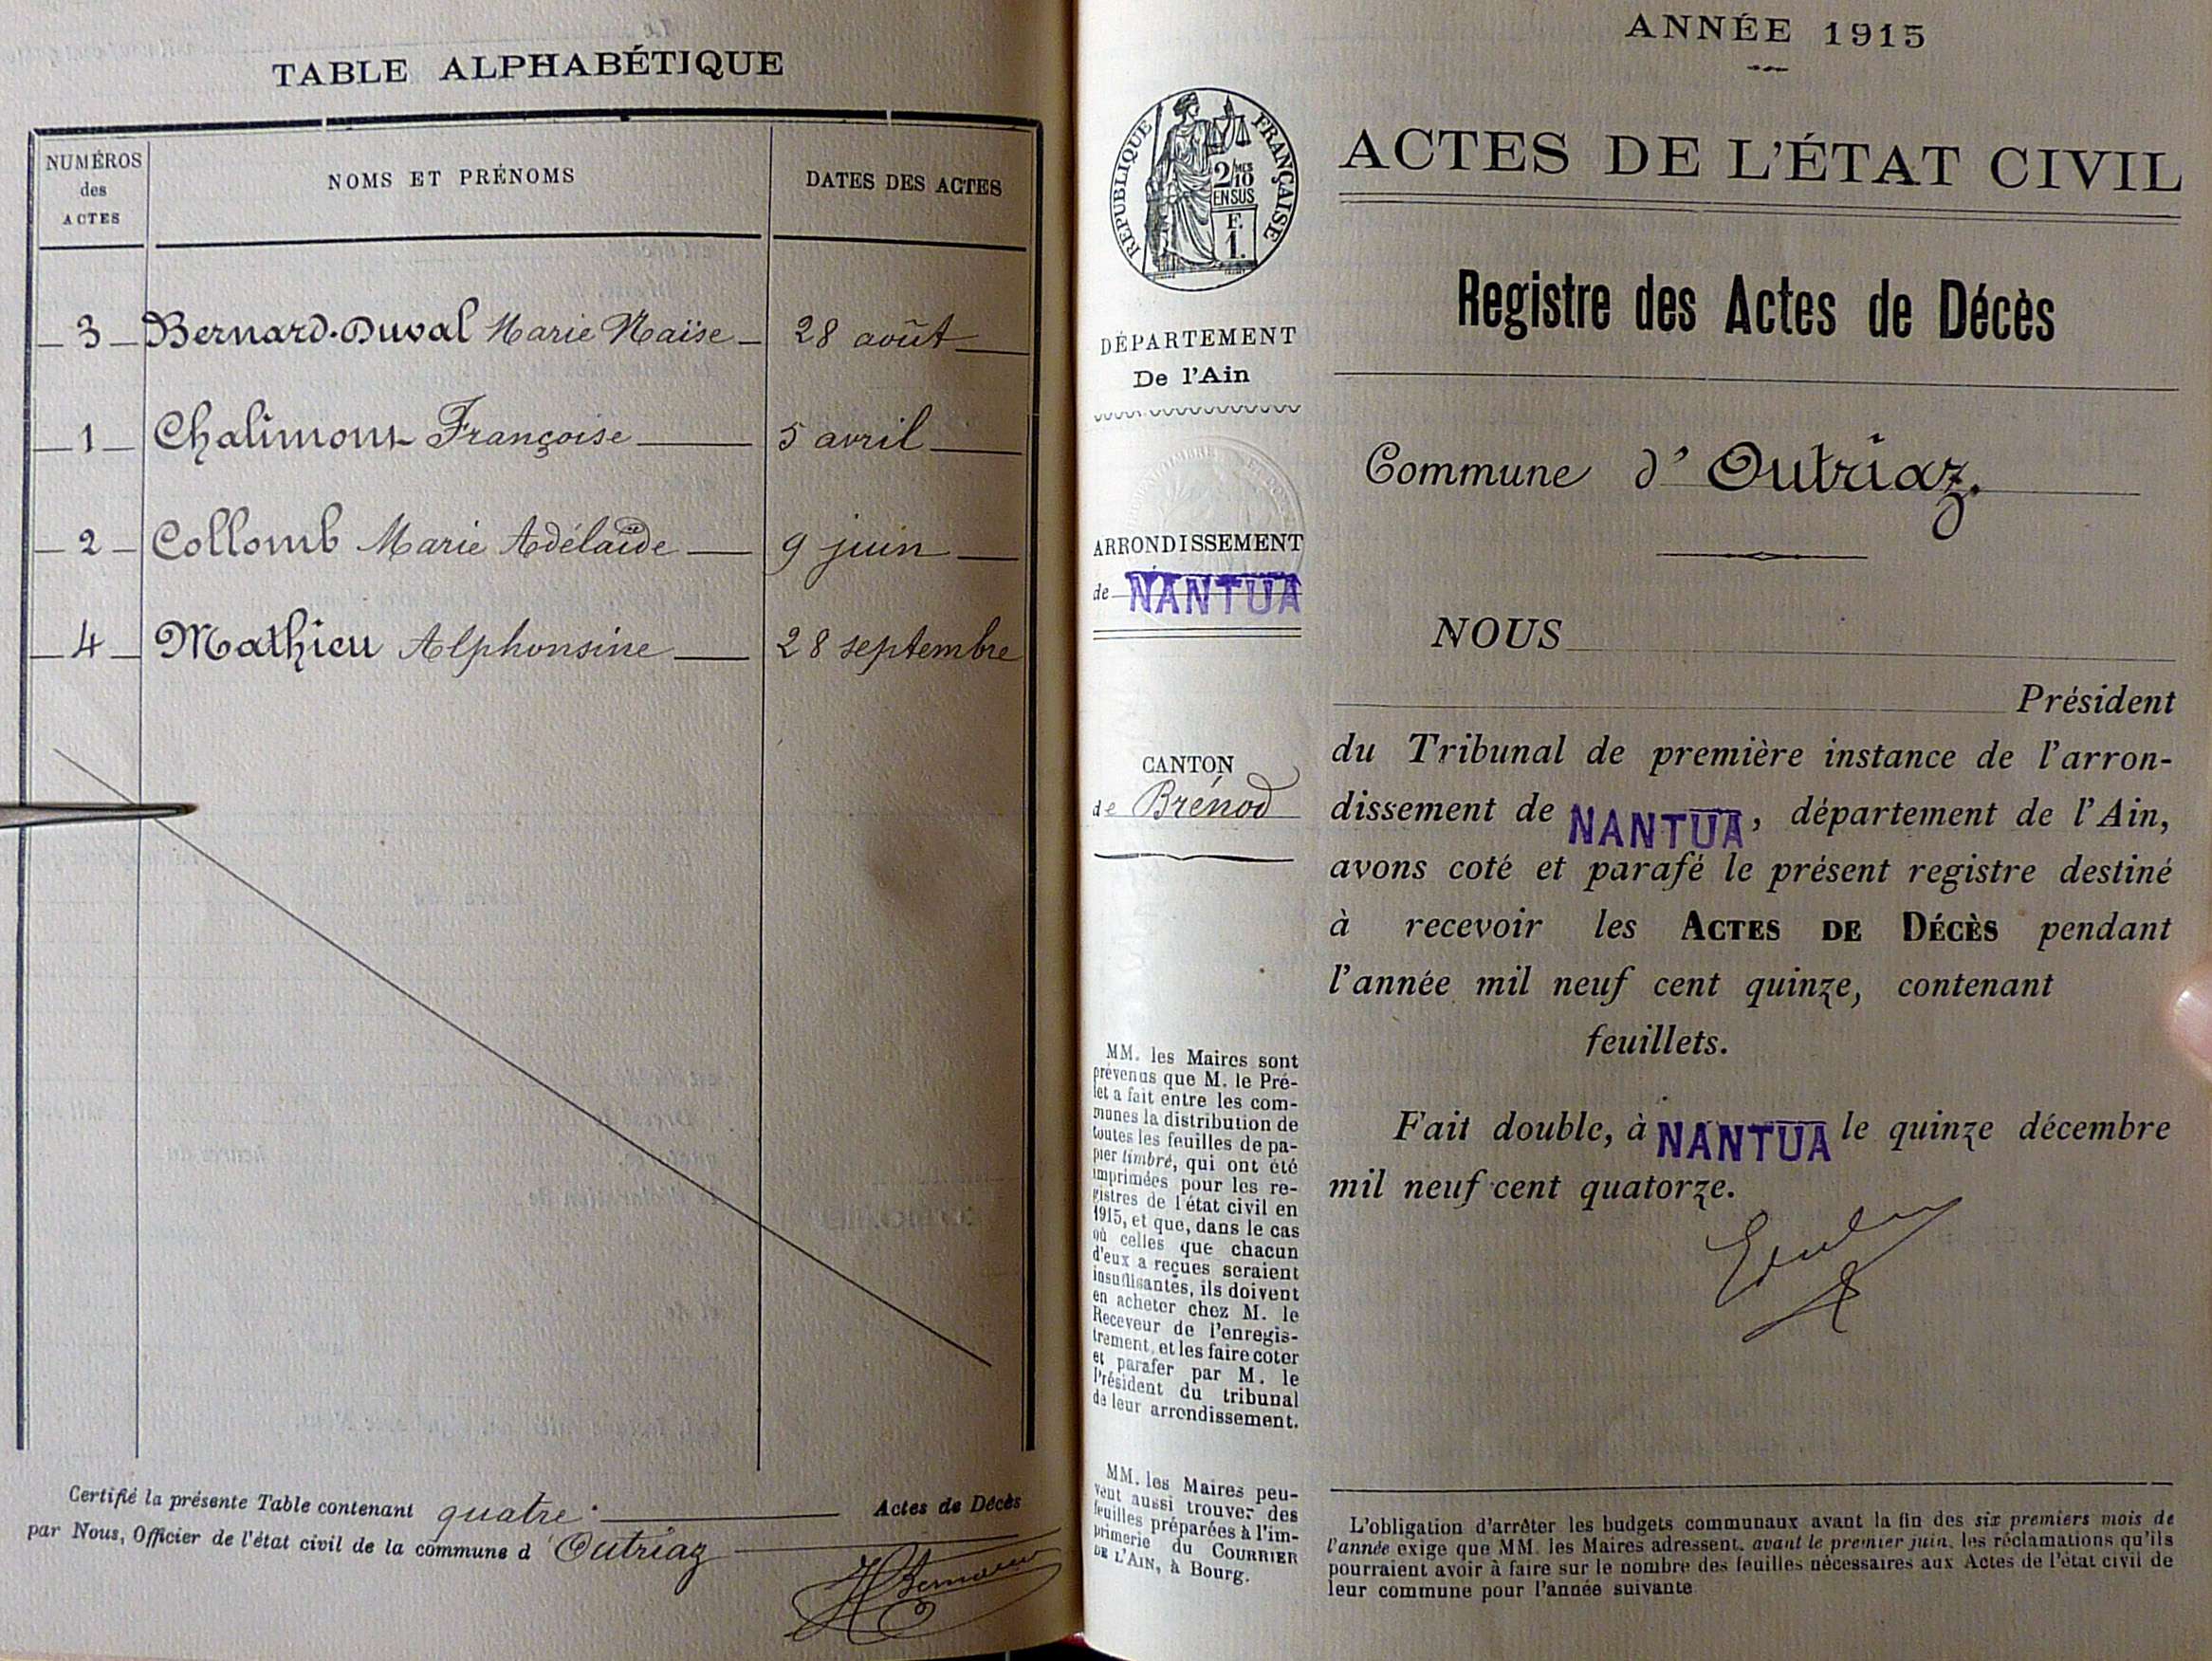 TABLE ALPHABÉTIQUE
NUMÉROS
des
ACTES
NOMS ET PRÉNOMS
DATES DES ACTES
3 Bernard-Duval Marie Naïse 28 août
1 Chalimont Françoise 5 avril
2 Collomb Marie Adélaïde 9 juin
4 Mathieu Alphonsine 28 septembre
Certifié la présente Table contenant quatre Actes de Décès
par Nous, Officier de l'état civil de la commune d'Outriaz
ANNÉE 1915
RÉPUBLIQUE FRANÇAISE
2/10 MES
EN SUS
F.
1.
DÉPARTEMENT
De l'Ain
ARRONDISSEMENT
de NANTUA
CANTON
de Brénod
MM. les Maires sont
prévenus que M. le Pré-
fet a fait entre les com-
munes la distribution de
toutes les feuilles de pa-
pier timbré, qui ont été
imprimées pour les re-
gistres de l'état civil en
1915, et que, dans le cas
où celles que chacun
d'eux a reçues seraient
insuffisantes, ils doivent
en acheter chez M. le
Receveur de l'enregis-
trement, et les faire coter
et parafer par M. le
Président du tribunal
de leur arrondissement.
MM. les Maires peu-
vent aussi trouver des
feuilles préparées à l'im-
primerie du COURRIER
DE L'AIN, à Bourg.
ACTES DE L'ÉTAT CIVIL
Registre des Actes de Décès
Commune d'Outriaz.
NOUS
Président
du Tribunal de première instance de l'arron-
dissement de NANTUA, département de l'Ain,
avons coté et parafé le présent registre destiné
à recevoir les ACTES DE DÉCÈS pendant
l'année mil neuf cent quinze, contenant
feuillets.
Fait double, à NANTUA le quinze décembre
mil neuf cent quatorze.
L'obligation d'arrêter les budgets communaux avant la fin des six premiers mois de
l'année exige que MM. les Maires adressent, avant le premier juin, les réclamations qu'ils
pourraient avoir à faire sur le nombre des feuilles nécessaires aux Actes de l'état civil de
leur commune pour l'année suivante